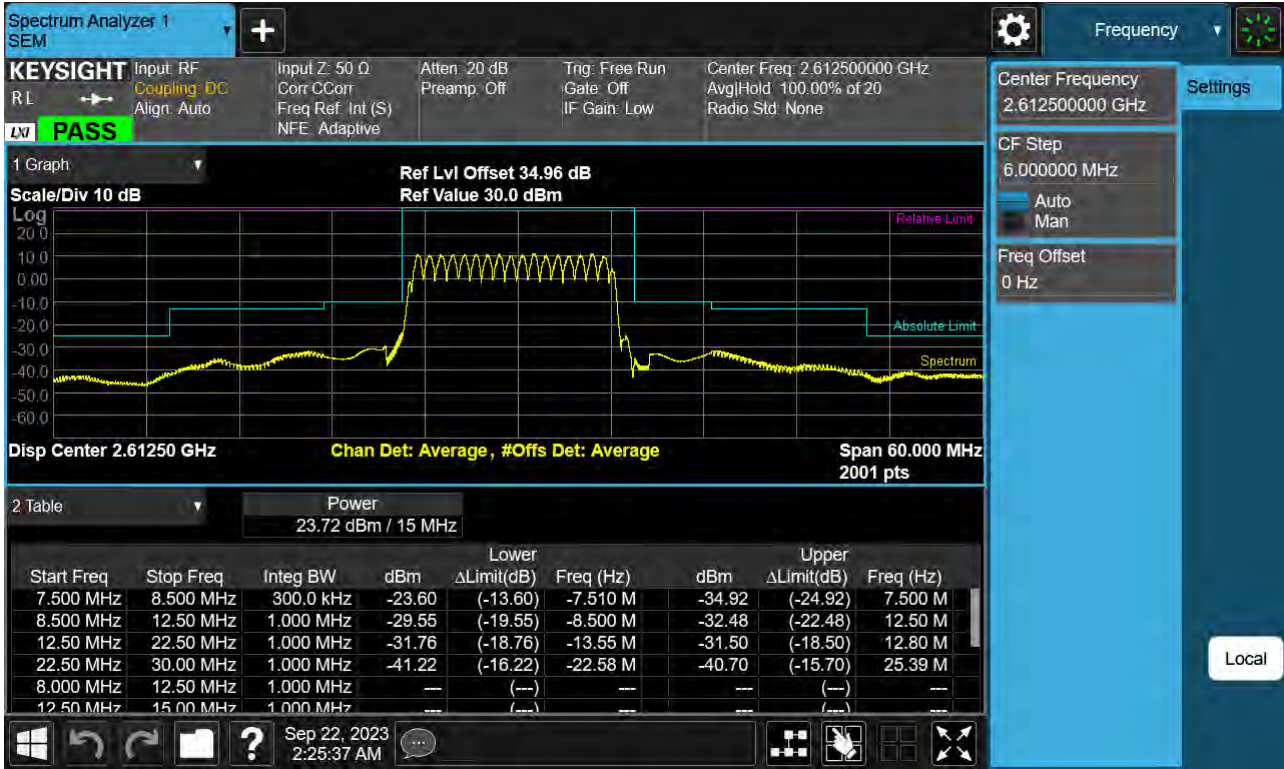 Spectrum Analyzer 1
SEM
Frequency
KEYSIGHT
R L
LXI
PASS
Input: RF
Coupling: DC
Align: Auto
Input Z: 50 Ω
Corr CCorr
Freq Ref: Int (S)
NFE: Adaptive
Atten: 20 dB
Preamp: Off
Trig: Free Run
Gate: Off
IF Gain: Low
Center Freq: 2.612500000 GHz
Avg|Hold: 100.00% of 20
Radio Std: None
Center Frequency
2.612500000 GHz
Settings
CF Step
6.000000 MHz
Auto
Man
Freq Offset
0 Hz
Local
1 Graph
Scale/Div 10 dB
Ref Lvl Offset 34.96 dB
Ref Value 30.0 dBm
Log
20.0
10.0
0.00
-10.0
-20.0
-30.0
-40.0
-50.0
-60.0
Relative Limit
Absolute Limit
Spectrum
Disp Center 2.61250 GHz
Chan Det: Average, #Offs Det: Average
Span 60.000 MHz
2001 pts
2 Table
Power
23.72 dBm / 15 MHz
Lower Upper
Start Freq Stop Freq Integ BW dBm ΔLimit(dB) Freq (Hz) dBm ΔLimit(dB) Freq (Hz)
7.500 MHz 8.500 MHz 300.0 kHz -23.60 (-13.60) -7.510 M -34.92 (-24.92) 7.500 M
8.500 MHz 12.50 MHz 1.000 MHz -29.55 (-19.55) -8.500 M -32.48 (-22.48) 12.50 M
12.50 MHz 22.50 MHz 1.000 MHz -31.76 (-18.76) -13.55 M -31.50 (-18.50) 12.80 M
22.50 MHz 30.00 MHz 1.000 MHz -41.22 (-16.22) -22.58 M -40.70 (-15.70) 25.39 M
8.000 MHz 12.50 MHz 1.000 MHz --- (---) --- --- (---) ---
12.50 MHz 15.00 MHz 1.000 MHz --- (---) --- --- (---) ---
Sep 22, 2023
2:25:37 AM